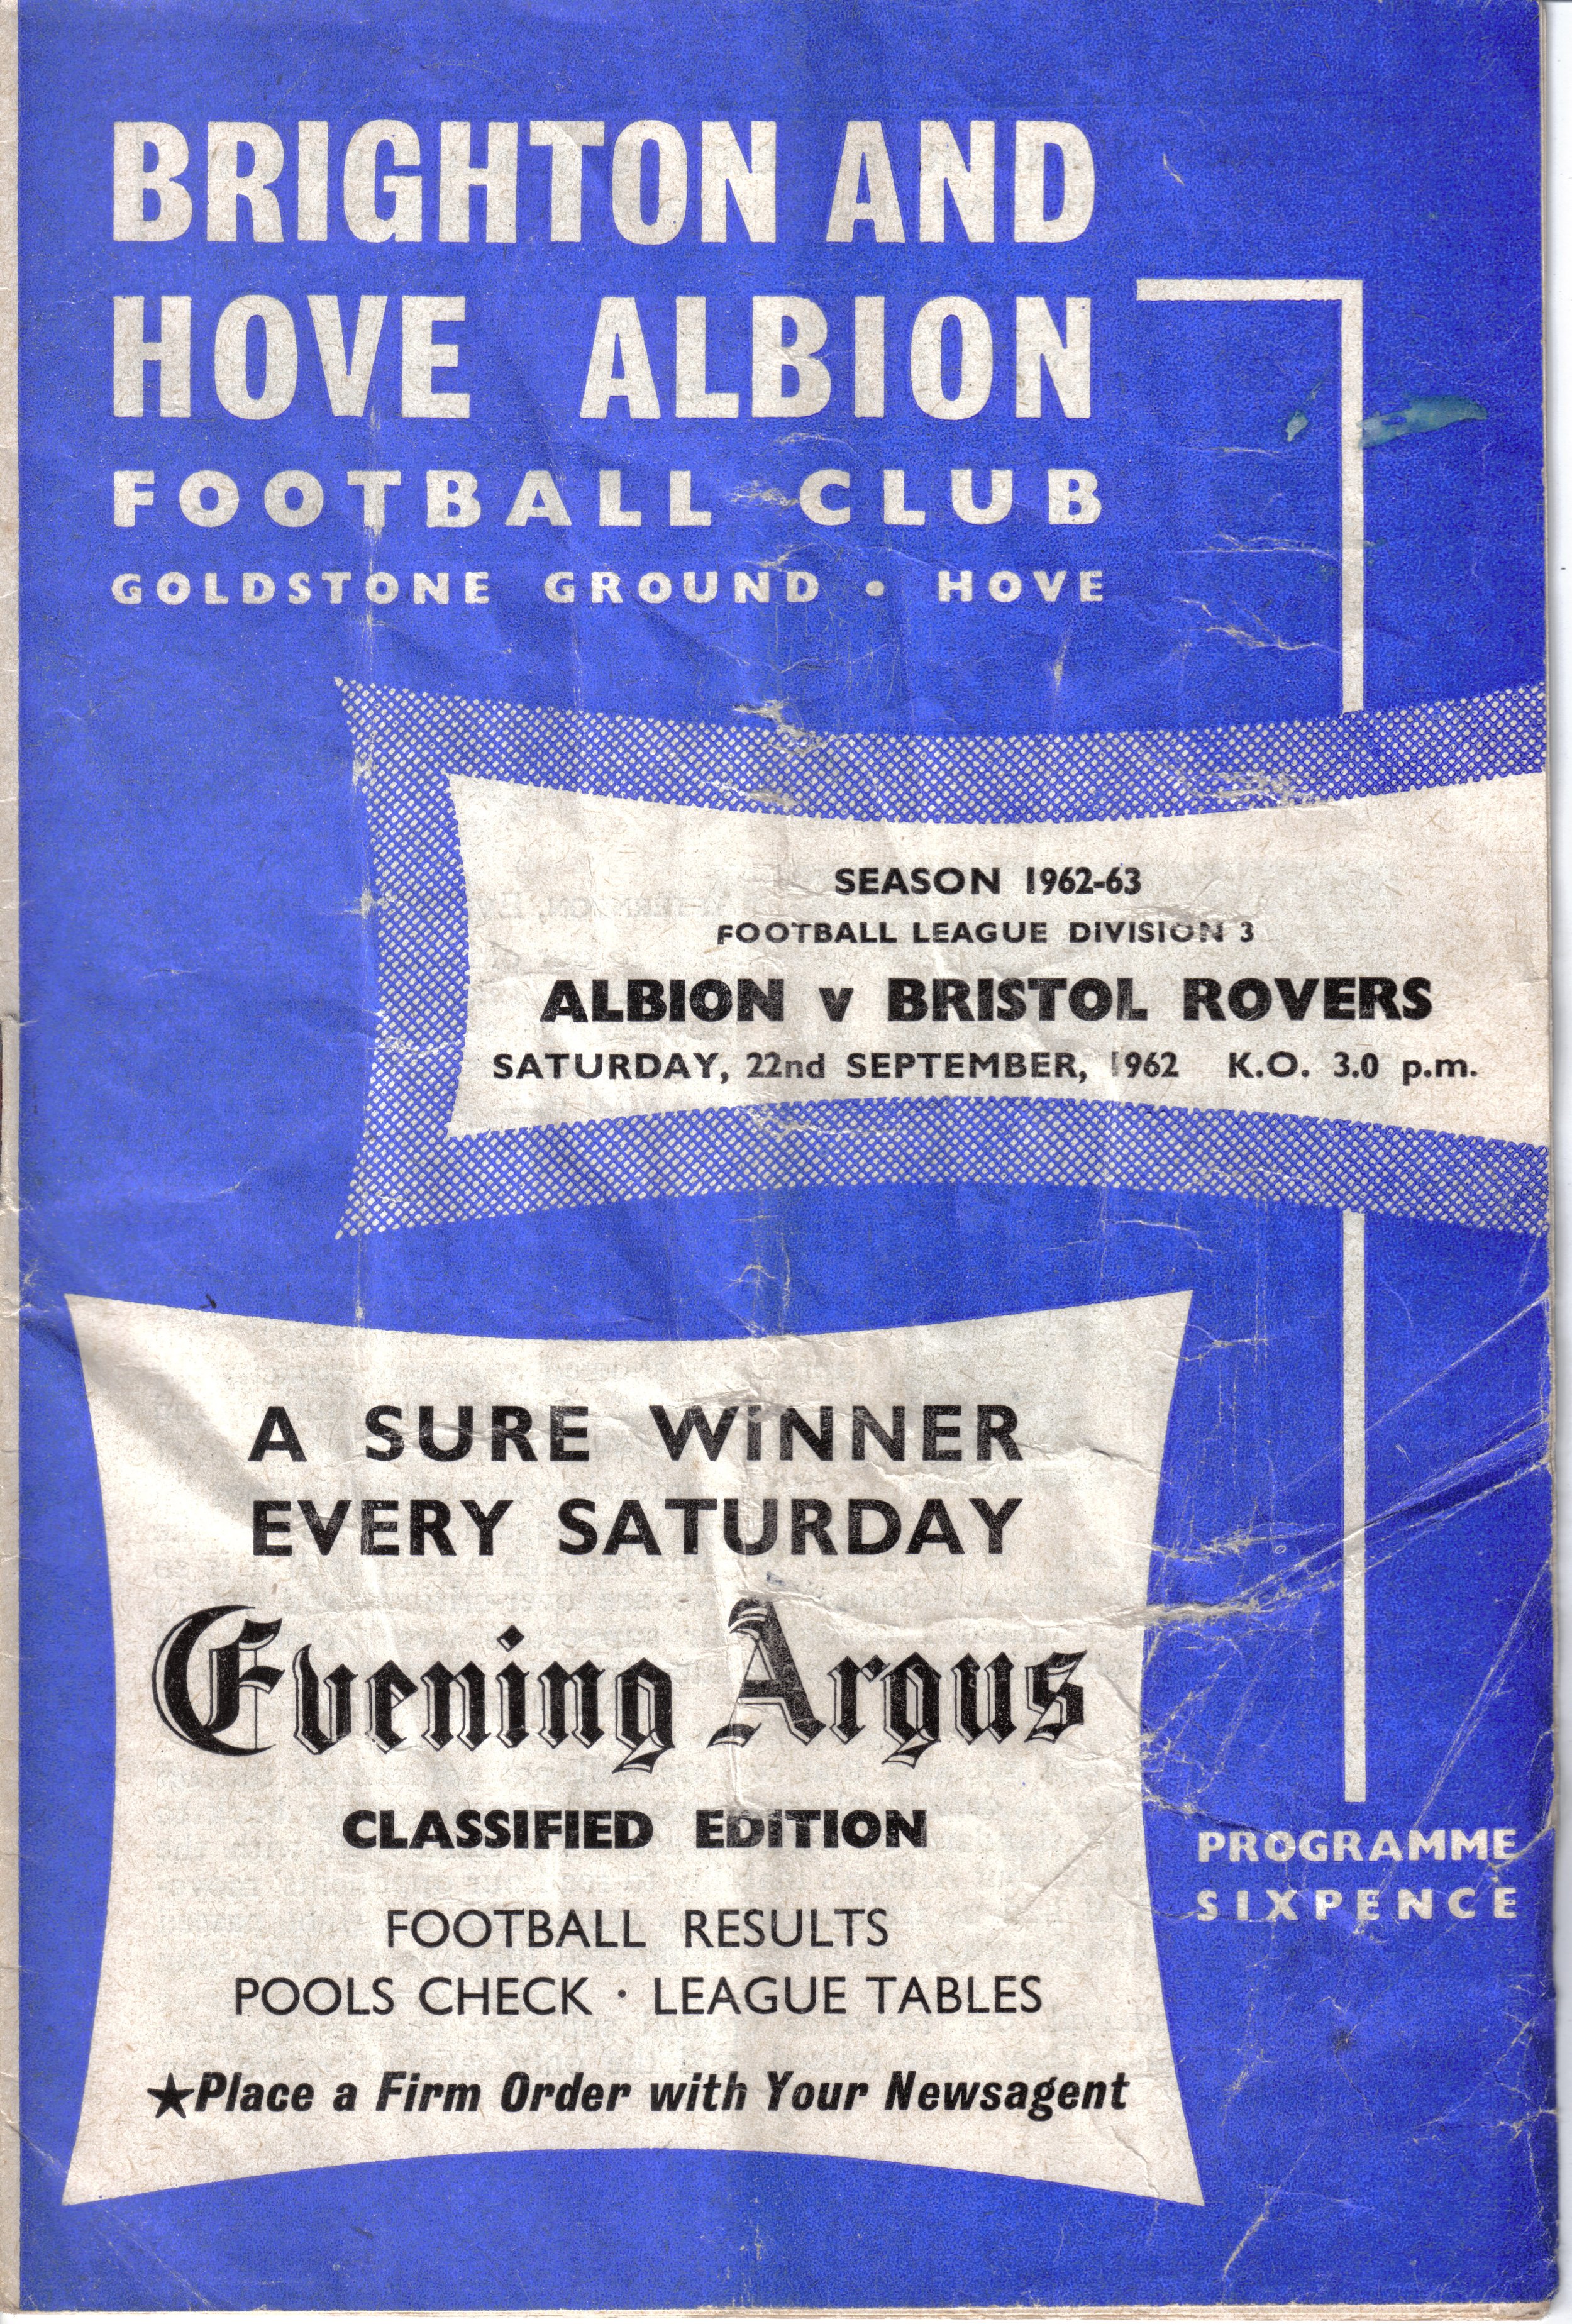 BRIGHTON AND
HOVE ALBION
FOOTBALL CLUB
GOLDSTONE GROUND • HOVE
SEASON 1962-63
FOOTBALL LEAGUE DIVISION 3
ALBION v BRISTOL ROVERS
SATURDAY, 22nd SEPTEMBER, 1962 K.O. 3.0 p.m.
A SURE WINNER
EVERY SATURDAY
Evening Argus
CLASSIFIED EDITION
FOOTBALL RESULTS
POOLS CHECK · LEAGUE TABLES
★Place a Firm Order with Your Newsagent
PROGRAMME
SIXPENCE